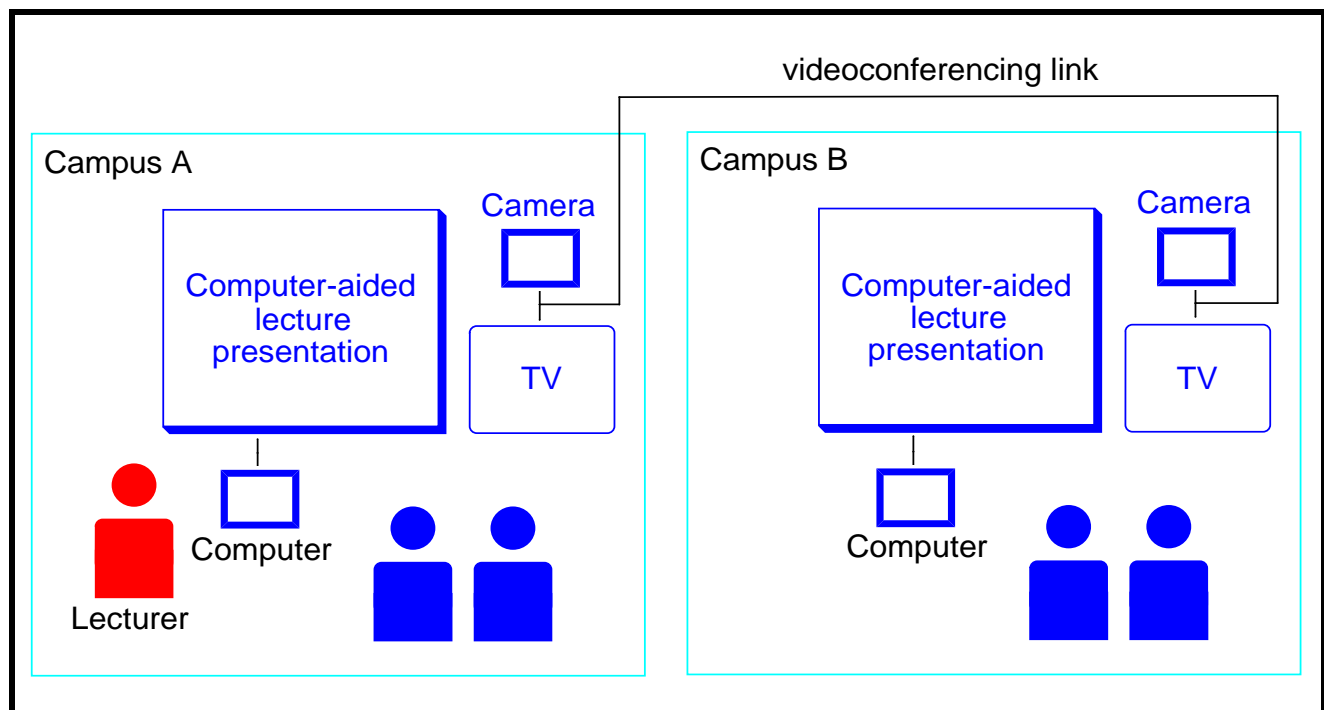 videoconferencing link
Campus A
Camera
Computer-aided
lecture
presentation
TV
Computer
Lecturer
Campus B
Camera
Computer-aided
lecture
presentation
TV
Computer